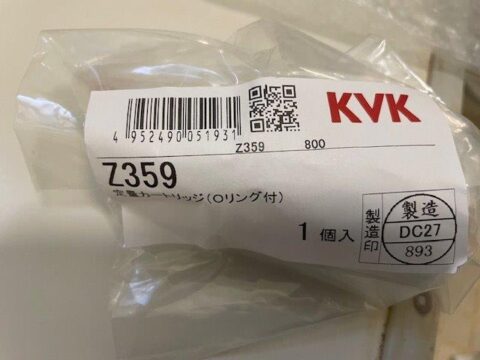 KVK
4 952490 051931
Z359 800
Z359
定量カートリッジ(Oリング付)
1個入
製造印
製造
DC27
893